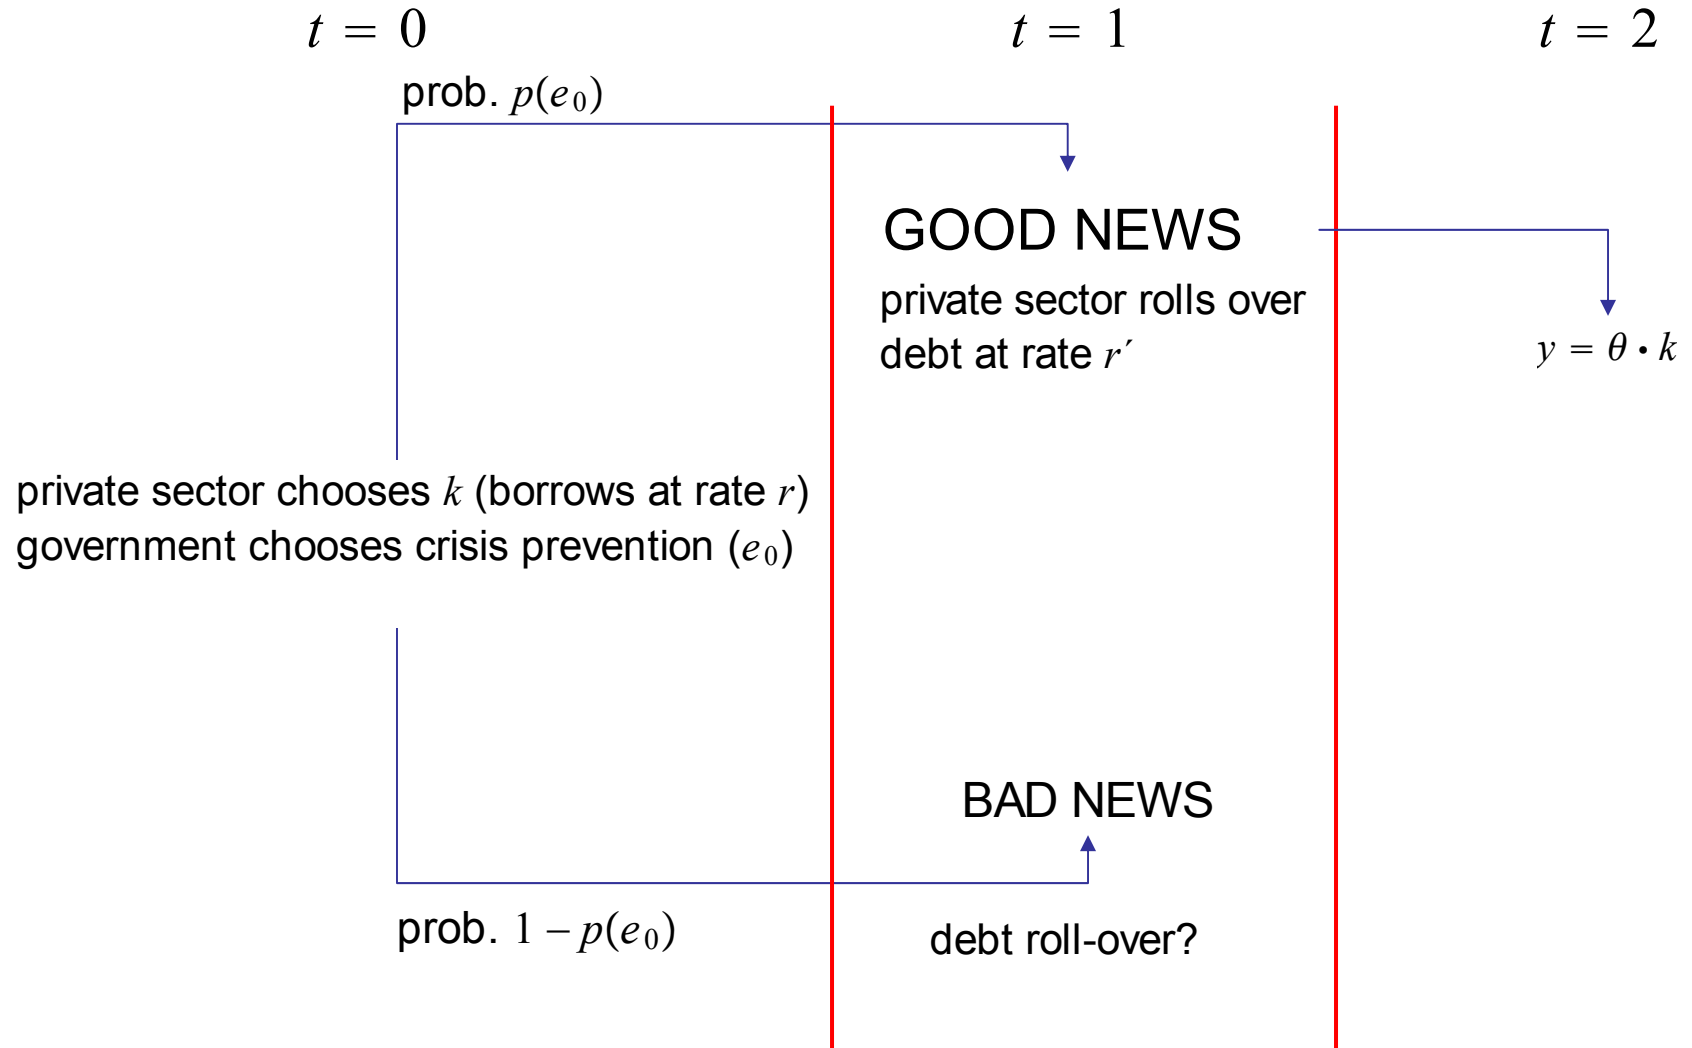 t = 0
t = 1
t = 2
prob. p(e₀)
GOOD NEWS
private sector rolls over
debt at rate r′
y = θ · k
private sector chooses k (borrows at rate r)
government chooses crisis prevention (e₀)
BAD NEWS
prob. 1 – p(e₀)
debt roll-over?